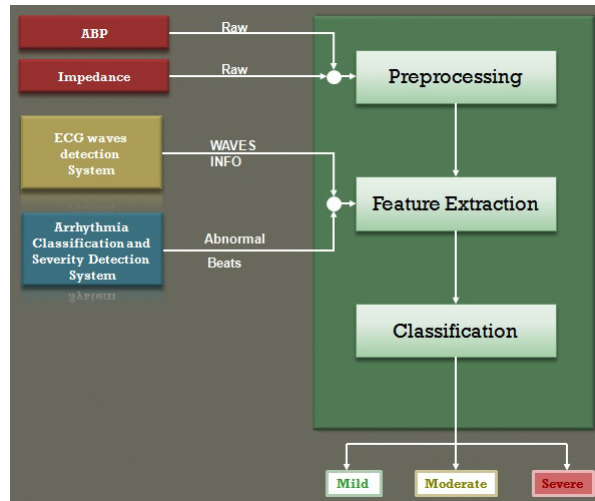 ABP
Raw
Impedance
Raw
Preprocessing
ECG waves
detection
System
WAVES
INFO
Feature Extraction
Arrhythmia
Classification and
Severity Detection
System
Abnormal
Beats
Classification
Mild
Moderate
Severe